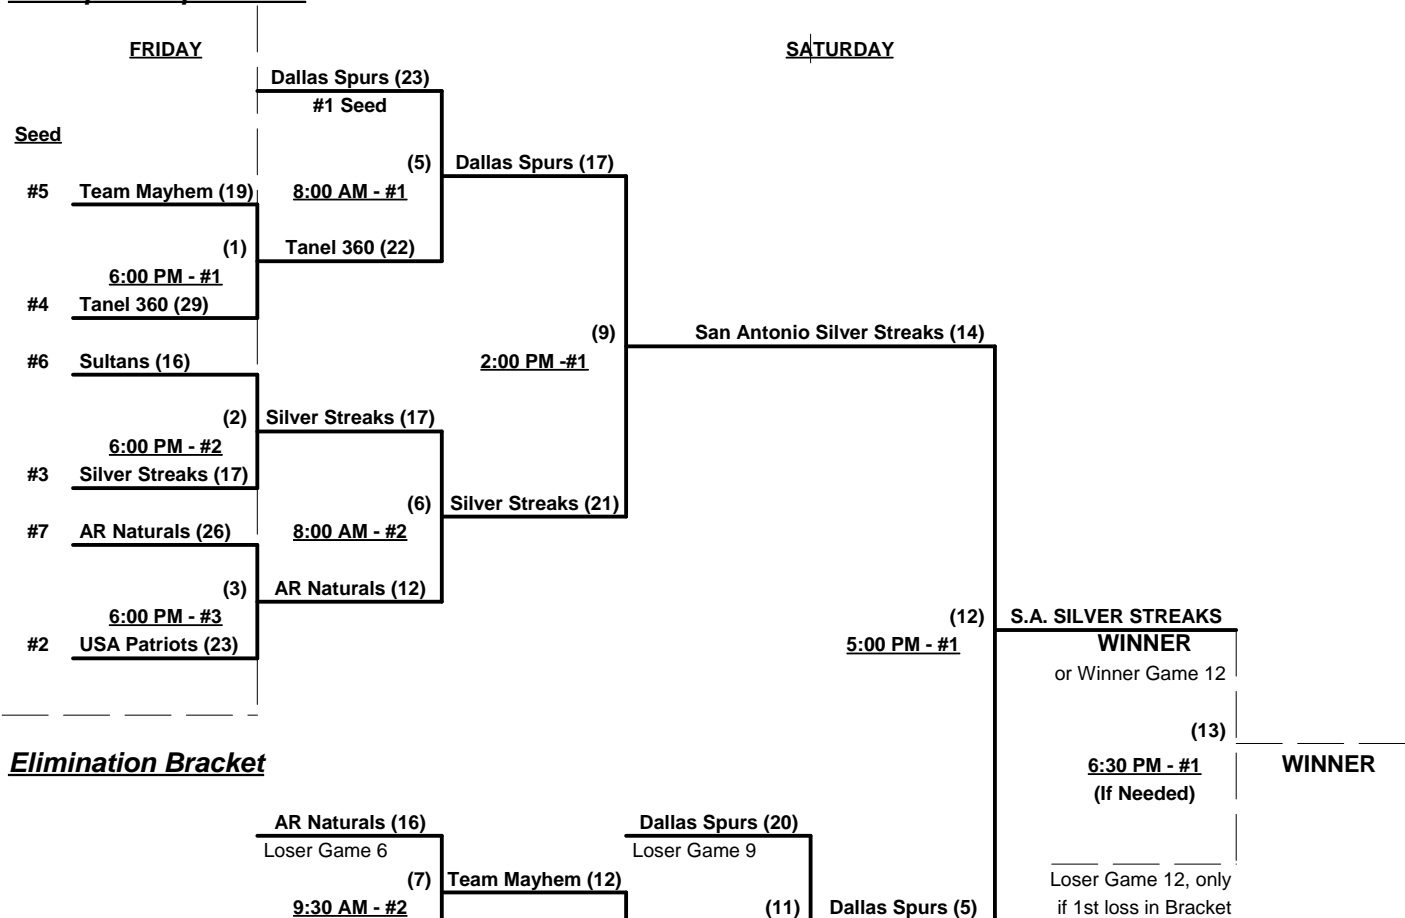 FRIDAY
SATURDAY
Dallas Spurs (23)
#1 Seed
Seed
(5) Dallas Spurs (17)
#5 Team Mayhem (19) 8:00 AM - #1
(1) Tanel 360 (22)
6:00 PM - #1
#4 Tanel 360 (29)
(9) San Antonio Silver Streaks (14)
#6 Sultans (16) 2:00 PM -#1
(2) Silver Streaks (17)
6:00 PM - #2
#3 Silver Streaks (17)
(6) Silver Streaks (21)
#7 AR Naturals (26) 8:00 AM - #2
(3) AR Naturals (12)
6:00 PM - #3
(12) S.A. SILVER STREAKS
#2 USA Patriots (23) 5:00 PM - #1 WINNER
or Winner Game 12
(13)
Elimination Bracket
6:30 PM - #1 WINNER
(If Needed)
AR Naturals (16) Dallas Spurs (20)
Loser Game 6 Loser Game 9
(7) Team Mayhem (12) Loser Game 12, only
9:30 AM - #2 (11) Dallas Spurs (5) if 1st loss in Bracket